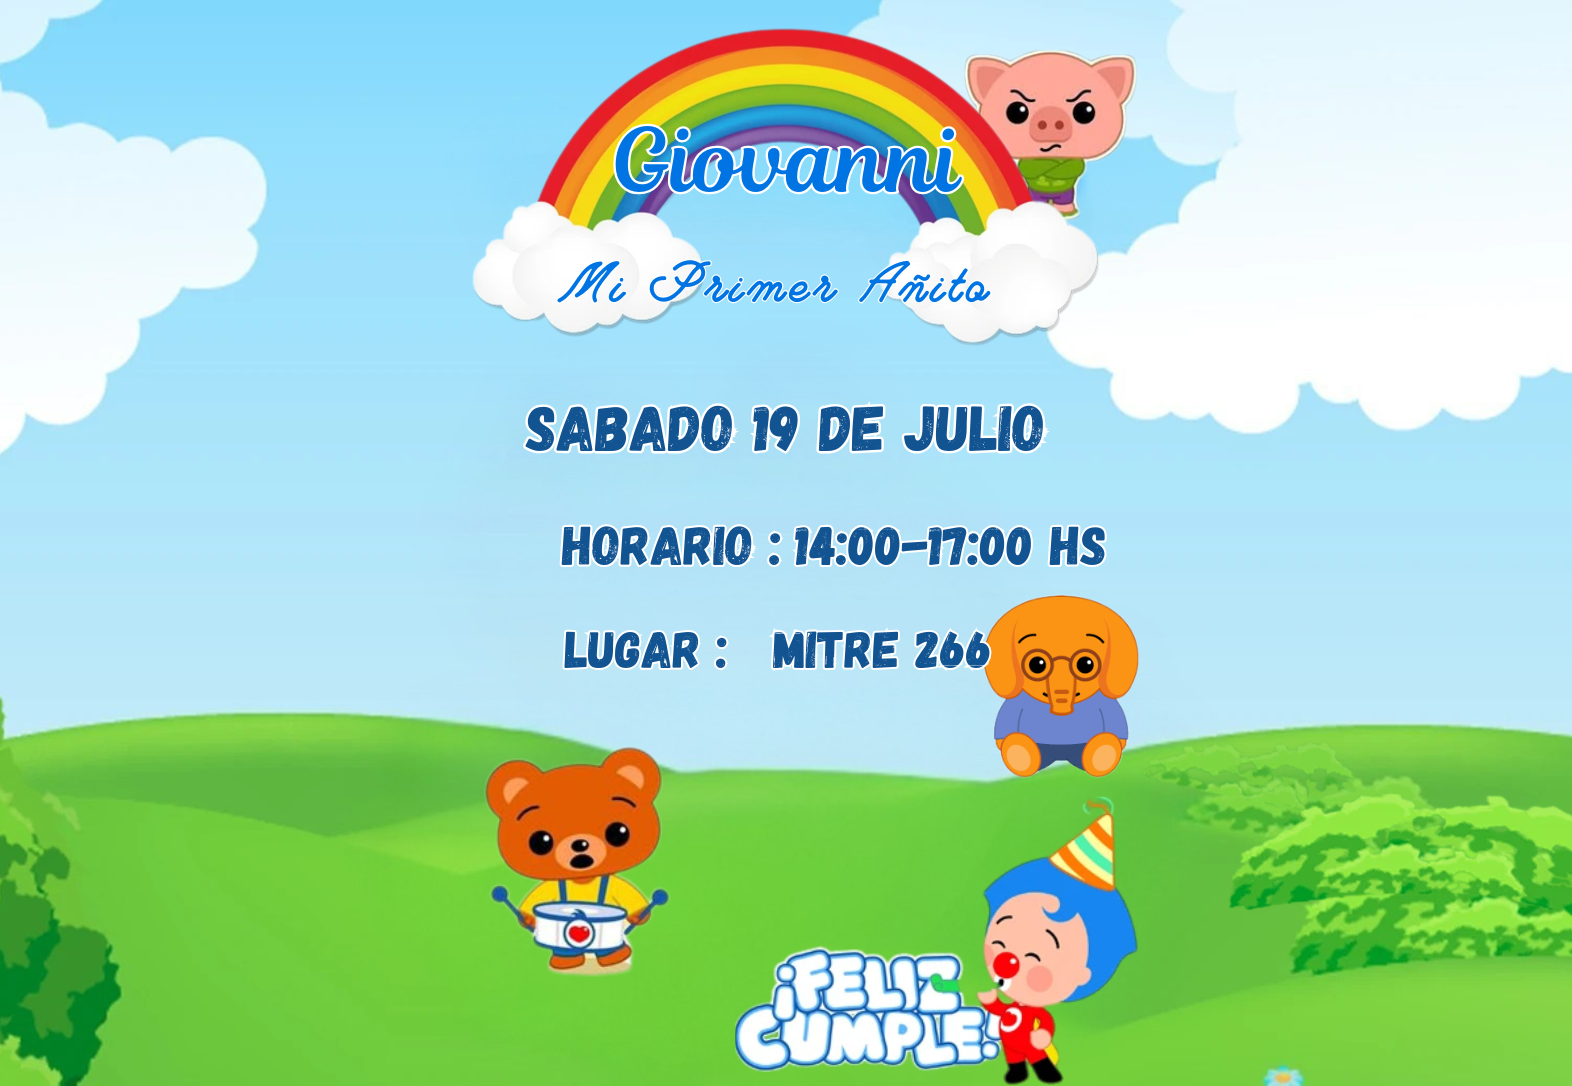 Giovanni
Mi Primer Añito
SABADO 19 DE JULIO
HORARIO : 14:00-17:00 HS
LUGAR : MITRE 266
¡FELIZ
CUMPLE!